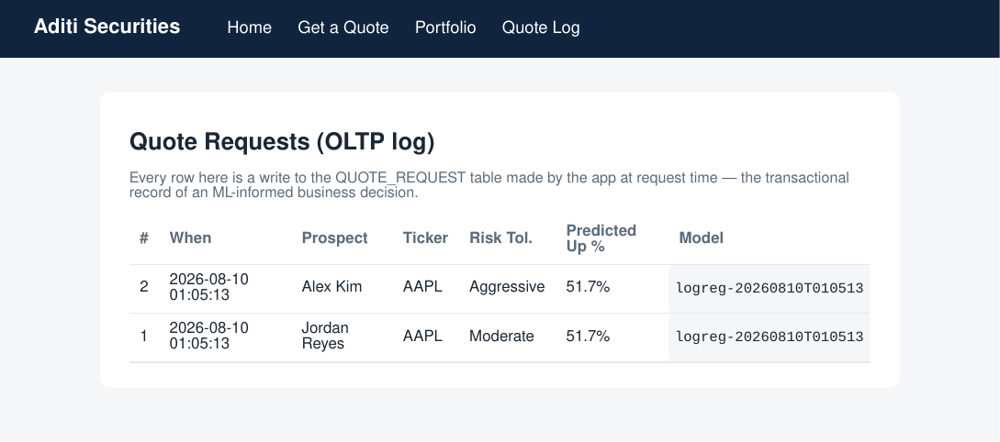 Aditi Securities Home Get a Quote Portfolio Quote Log
Quote Requests (OLTP log)
Every row here is a write to the QUOTE_REQUEST table made by the app at request time — the transactional
record of an ML-informed business decision.
# When Prospect Ticker Risk Tol. Predicted Up % Model
2 2026-08-10 01:05:13 Alex Kim AAPL Aggressive 51.7% logreg-20260810T010513
1 2026-08-10 01:05:13 Jordan Reyes AAPL Moderate 51.7% logreg-20260810T010513